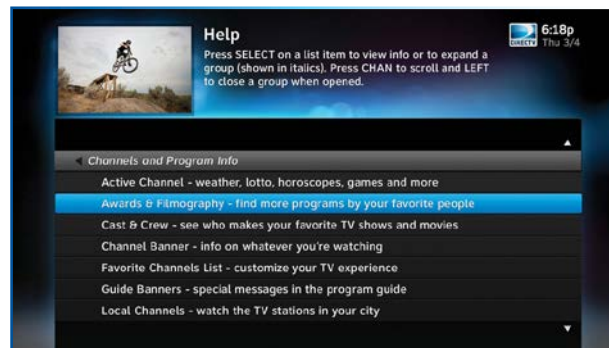 Help
Press SELECT on a list item to view info or to expand a
group (shown in italics). Press CHAN to scroll and LEFT
to close a group when opened.
DIRECTV
6:18p
Thu 3/4
Channels and Program Info
Active Channel - weather, lotto, horoscopes, games and more
Awards & Filmography - find more programs by your favorite people
Cast & Crew - see who makes your favorite TV shows and movies
Channel Banner - info on whatever you're watching
Favorite Channels List - customize your TV experience
Guide Banners - special messages in the program guide
Local Channels - watch the TV stations in your city